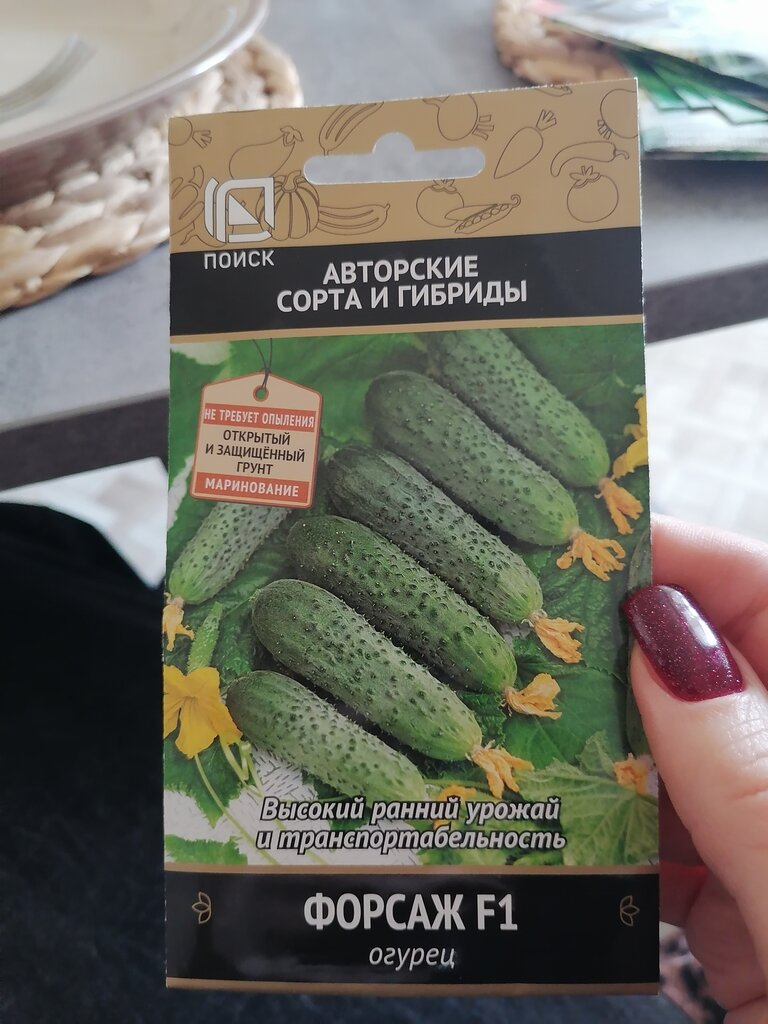 ПОИСК
АВТОРСКИЕ
СОРТА И ГИБРИДЫ
НЕ ТРЕБУЕТ ОПЫЛЕНИЯ
ОТКРЫТЫЙ
И ЗАЩИЩЁННЫЙ
ГРУНТ
МАРИНОВАНИЕ
Высокий ранний урожай
и транспортабельность
ФОРСАЖ F1
огурец